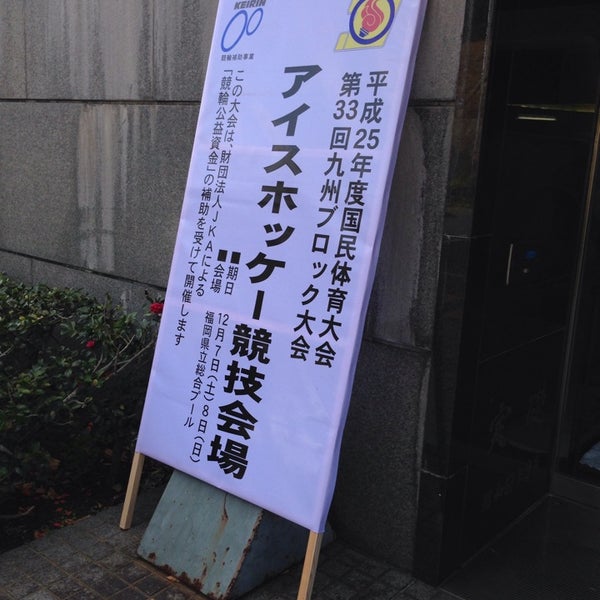 平成25年度国民体育大会
第33回九州ブロック大会
アイスホッケー競技会場
期日 12月7日(土)8日(日)
会場 福岡県立総合プール
この大会は、財団法人JKAによる
「競輪公益資金」の補助を受けて開催します
KEIRIN
競輪補助事業